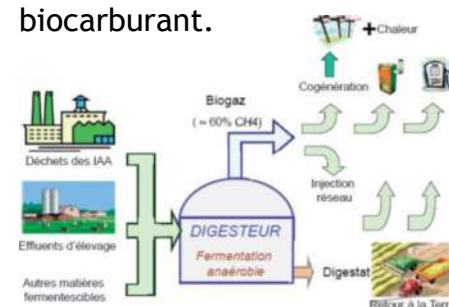 biocarburant.
+Chaleur
Cogénération
Biogaz
( ≈ 60% CH4)
Déchets des IAA
Injection
réseau
Effluents d'élevage
DIGESTEUR
Fermentation
anaérobie
Digestat
Autres matières
fermentescibles
Retour à la Terre